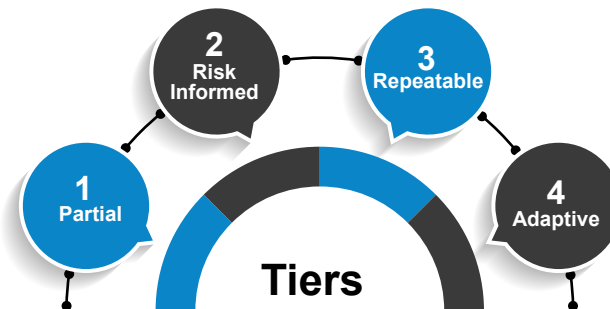 1
Partial
2
Risk
Informed
3
Repeatable
4
Adaptive
Tiers